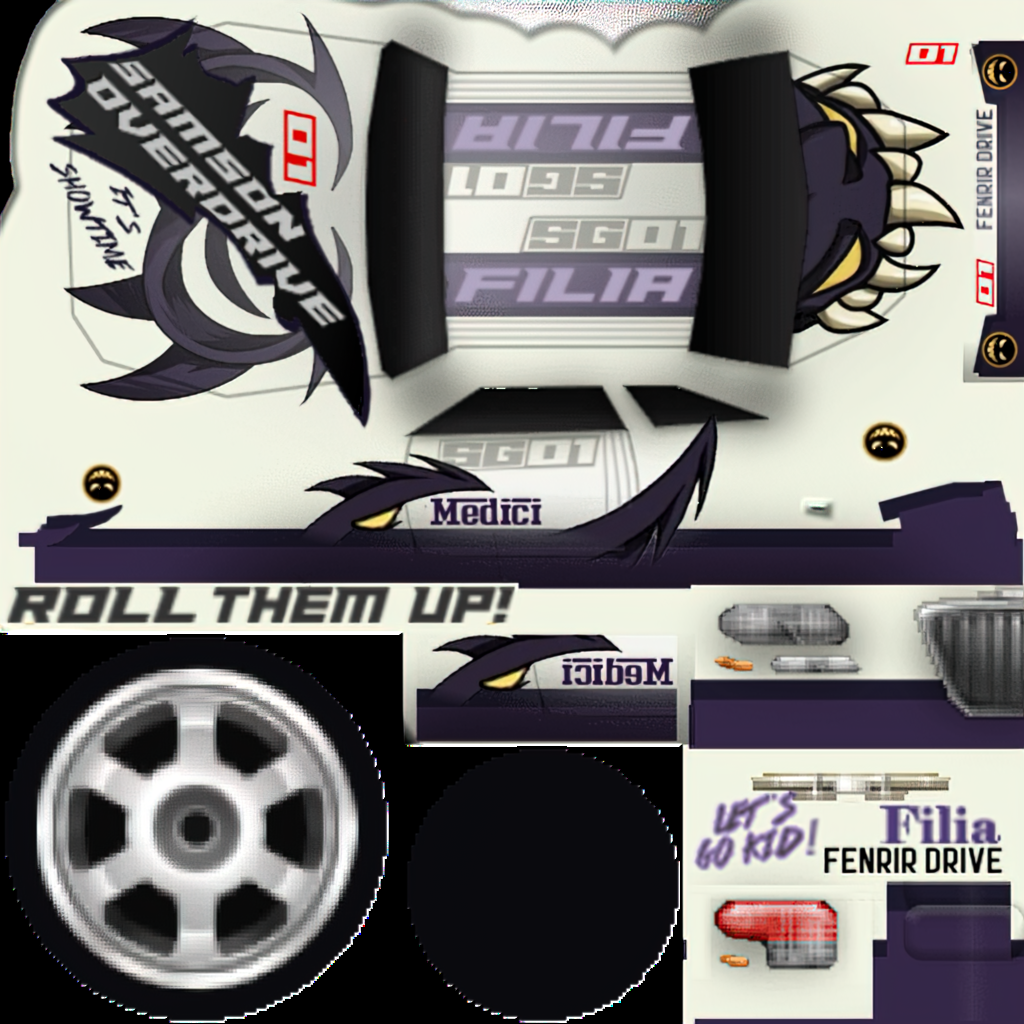 SAMSON
OVERDRIVE
IT'S
SHOWTIME
01
FILIA
SG01
SG01
FILIA
01
FENRIR DRIVE
01
SG01
Medici
ROLL THEM UP!
Medici
LET'S
GO KID!
Filia
FENRIR DRIVE